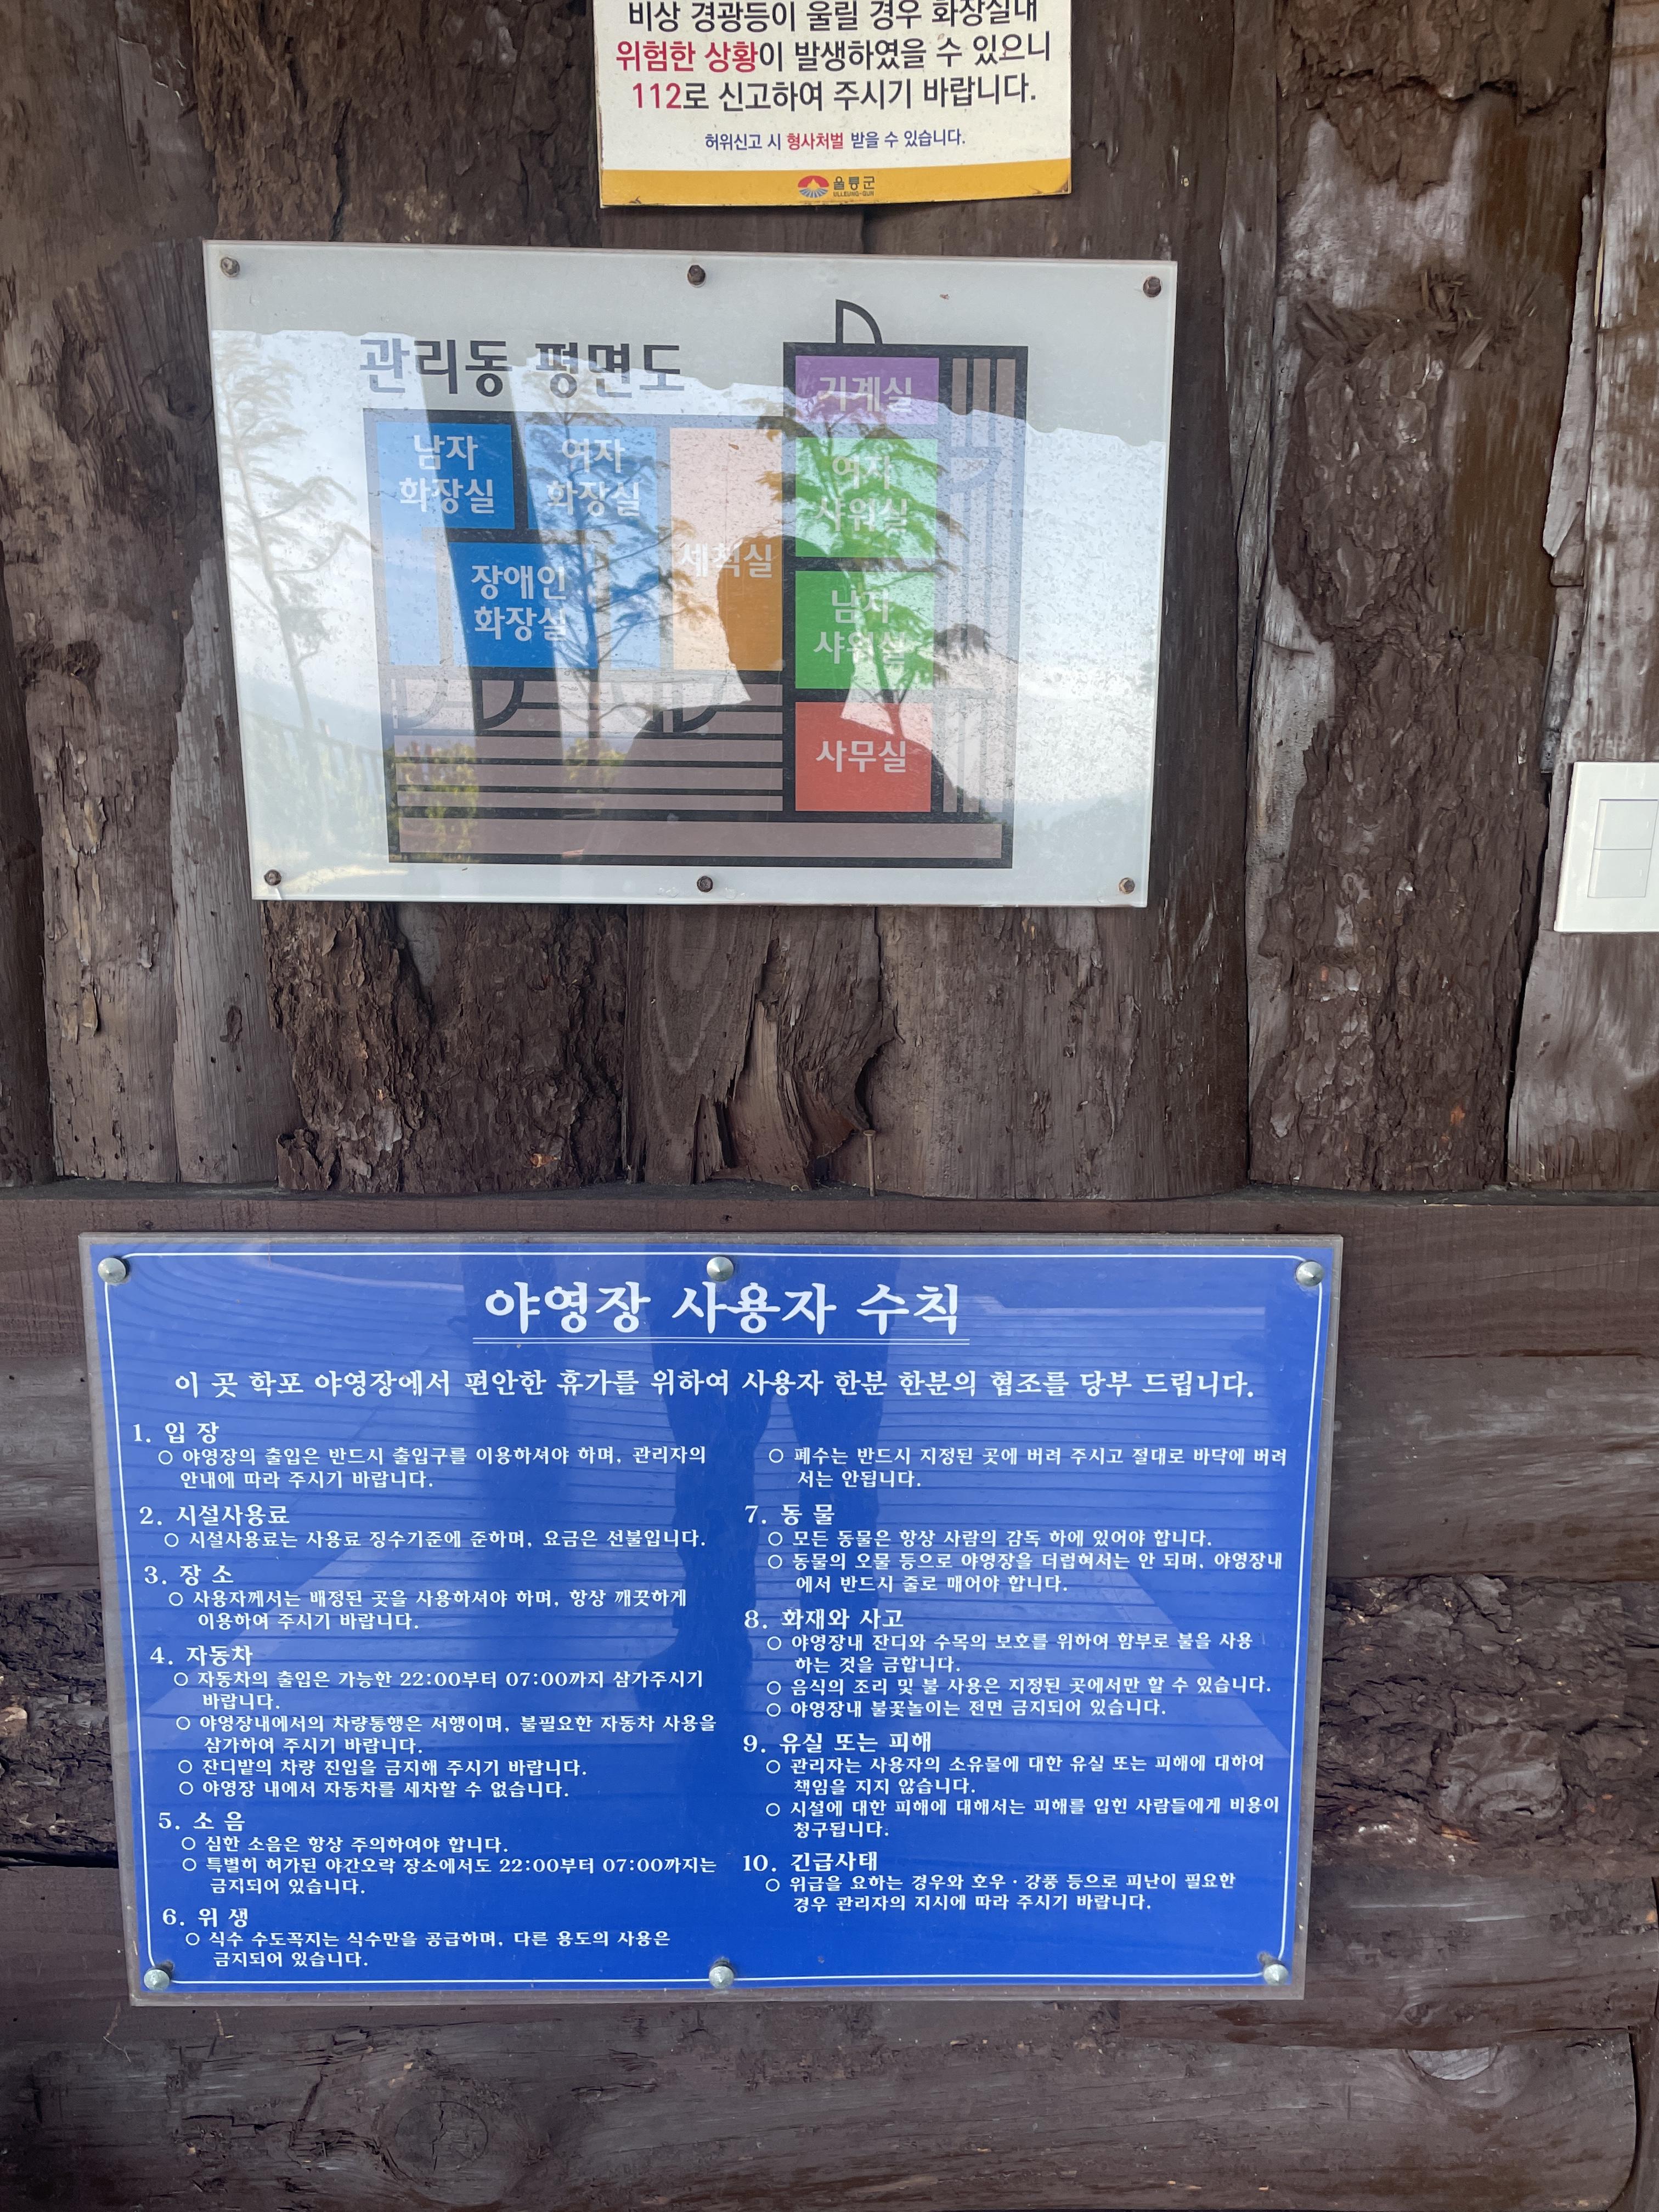 비상 경광등이 울릴 경우 화장실내
위험한 상황이 발생하였을 수 있으니
112로 신고하여 주시기 바랍니다.
허위신고 시 형사처벌 받을 수 있습니다.
울릉군
ULLEUNG-GUN
관리동 평면도
기계실
남자
화장실
여자
화장실
여자
샤워실
세척실
장애인
화장실
남자
샤워실
사무실
야영장 사용자 수칙
이 곳 학포 야영장에서 편안한 휴가를 위하여 사용자 한분 한분의 협조를 당부 드립니다.
1. 입 장
○ 야영장의 출입은 반드시 출입구를 이용하셔야 하며, 관리자의
안내에 따라 주시기 바랍니다.
2. 시설사용료
○ 시설사용료는 사용료 징수기준에 준하며, 요금은 선불입니다.
3. 장 소
○ 사용자께서는 배정된 곳을 사용하셔야 하며, 항상 깨끗하게
이용하여 주시기 바랍니다.
4. 자동차
○ 자동차의 출입은 가능한 22:00부터 07:00까지 삼가주시기
바랍니다.
○ 야영장내에서의 차량통행은 서행이며, 불필요한 자동차 사용을
삼가하여 주시기 바랍니다.
○ 잔디밭의 차량 진입을 금지해 주시기 바랍니다.
○ 야영장 내에서 자동차를 세차할 수 없습니다.
5. 소 음
○ 심한 소음은 항상 주의하여야 합니다.
○ 특별히 허가된 야간오락 장소에서도 22:00부터 07:00까지는
금지되어 있습니다.
6. 위 생
○ 식수 수도꼭지는 식수만을 공급하며, 다른 용도의 사용은
금지되어 있습니다.
○ 폐수는 반드시 지정된 곳에 버려 주시고 절대로 바닥에 버려
서는 안됩니다.
7. 동 물
○ 모든 동물은 항상 사람의 감독 하에 있어야 합니다.
○ 동물의 오물 등으로 야영장을 더럽혀서는 안 되며, 야영장내
에서 반드시 줄로 매어야 합니다.
8. 화재와 사고
○ 야영장내 잔디와 수목의 보호를 위하여 함부로 불을 사용
하는 것을 금합니다.
○ 음식의 조리 및 불 사용은 지정된 곳에서만 할 수 있습니다.
○ 야영장내 불꽃놀이는 전면 금지되어 있습니다.
9. 유실 또는 피해
○ 관리자는 사용자의 소유물에 대한 유실 또는 피해에 대하여
책임을 지지 않습니다.
○ 시설에 대한 피해에 대해서는 피해를 입힌 사람들에게 비용이
청구됩니다.
10. 긴급사태
○ 위급을 요하는 경우와 호우 · 강풍 등으로 피난이 필요한
경우 관리자의 지시에 따라 주시기 바랍니다.